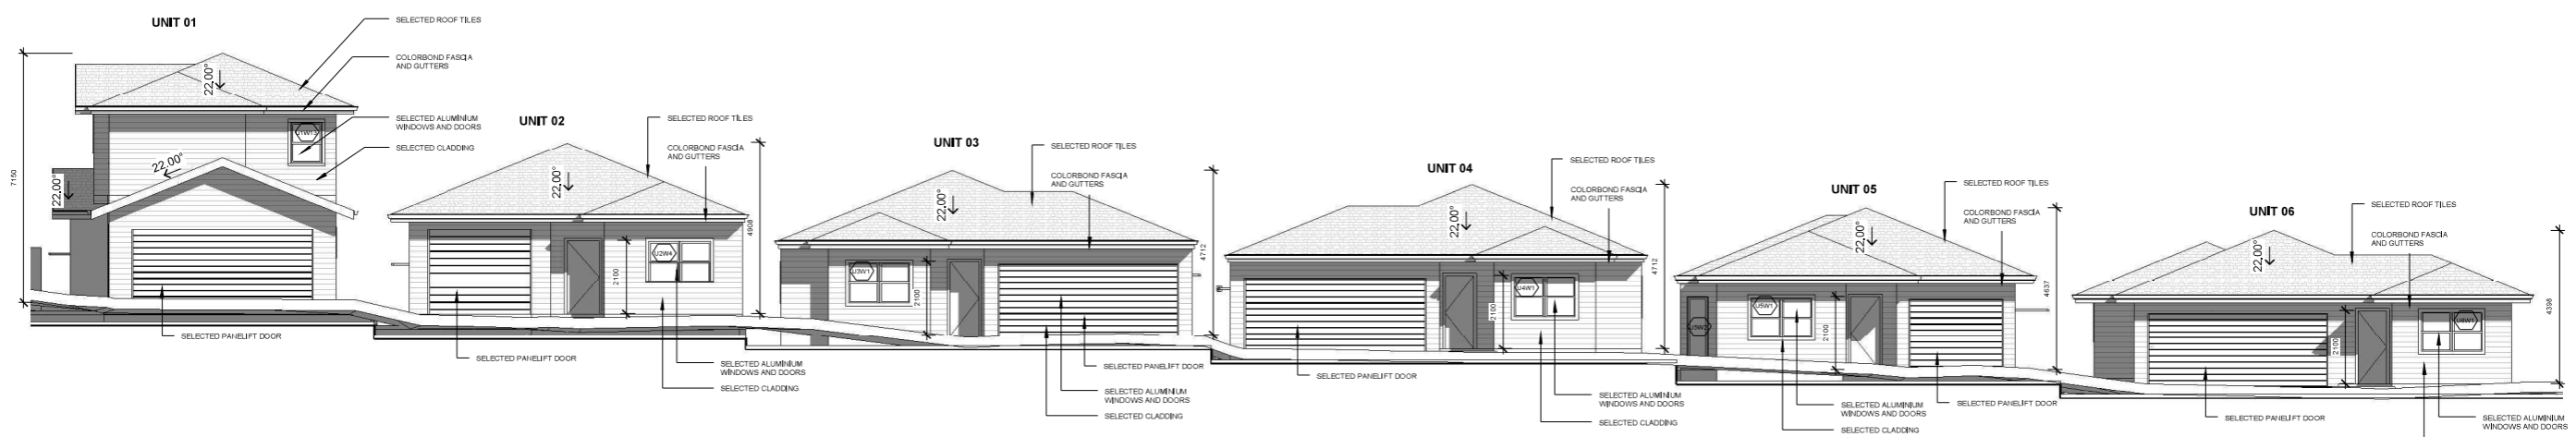 UNIT 01
SELECTED ROOF TILES
COLORBOND FASCIA
AND GUTTERS
SELECTED ALUMINIUM
WINDOWS AND DOORS
SELECTED CLADDING
22.00°
22.00°
22.00°
U1W13
7150
SELECTED PANELIFT DOOR
UNIT 02
SELECTED ROOF TILES
COLORBOND FASCIA
AND GUTTERS
22.00°
U2W4
2100
4908
SELECTED PANELIFT DOOR
SELECTED ALUMINIUM
WINDOWS AND DOORS
SELECTED CLADDING
UNIT 03
SELECTED ROOF TILES
COLORBOND FASCIA
AND GUTTERS
22.00°
U3W1
2100
4712
SELECTED PANELIFT DOOR
SELECTED ALUMINIUM
WINDOWS AND DOORS
SELECTED CLADDING
UNIT 04
SELECTED ROOF TILES
COLORBOND FASCIA
AND GUTTERS
22.00°
U4W1
2100
4712
SELECTED PANELIFT DOOR
SELECTED ALUMINIUM
WINDOWS AND DOORS
SELECTED CLADDING
UNIT 05
SELECTED ROOF TILES
COLORBOND FASCIA
AND GUTTERS
22.00°
U5W2
U5W1
2100
4637
SELECTED PANELIFT DOOR
SELECTED ALUMINIUM
WINDOWS AND DOORS
SELECTED CLADDING
UNIT 06
SELECTED ROOF TILES
COLORBOND FASCIA
AND GUTTERS
22.00°
U6W1
2100
4398
SELECTED PANELIFT DOOR
SELECTED ALUMINIUM
WINDOWS AND DOORS